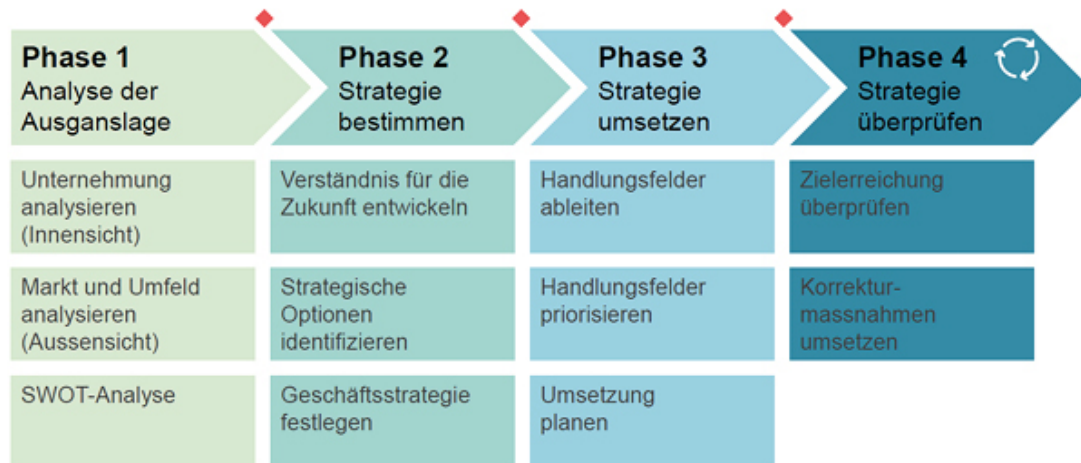 Phase 1
Analyse der
Ausganslage
Phase 2
Strategie
bestimmen
Phase 3
Strategie
umsetzen
Phase 4
Strategie
überprüfen
Unternehmung
analysieren
(Innensicht)
Verständnis für die
Zukunft entwickeln
Handlungsfelder
ableiten
Zielerreichung
überprüfen
Markt und Umfeld
analysieren
(Aussensicht)
Strategische
Optionen
identifizieren
Handlungsfelder
priorisieren
Korrektur-
massnahmen
umsetzen
SWOT-Analyse
Geschäftsstrategie
festlegen
Umsetzung
planen